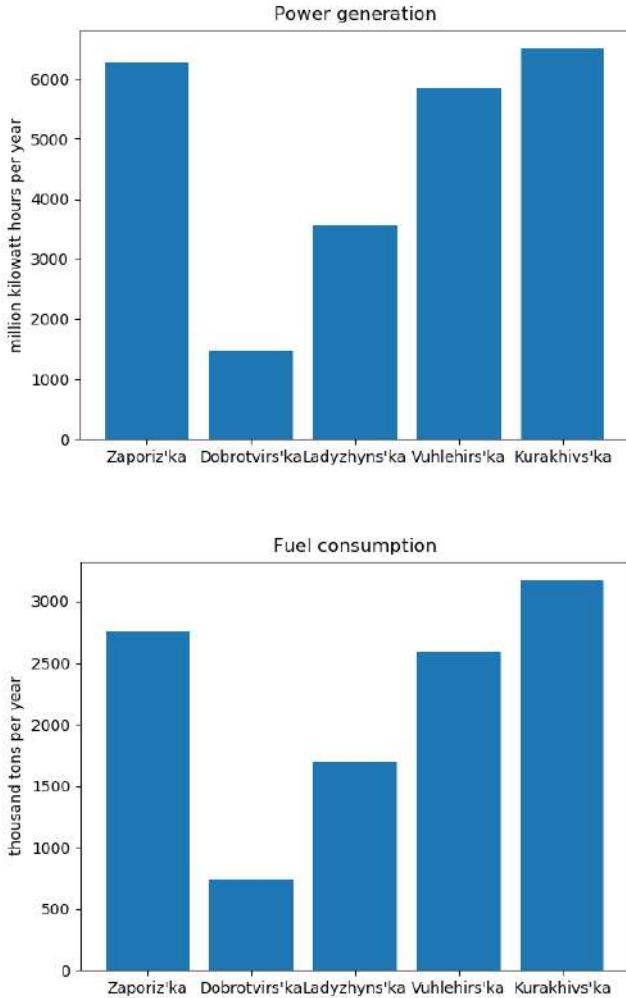 Power generation
million kilowatt hours per year
6000
5000
4000
3000
2000
1000
0
Zaporiz'ka Dobrotvirs'ka Ladyzhyns'ka Vuhlehirs'ka Kurakhivs'ka
Fuel consumption
thousand tons per year
3000
2500
2000
1500
1000
500
0
Zaporiz'ka Dobrotvirs'ka Ladyzhyns'ka Vuhlehirs'ka Kurakhivs'ka